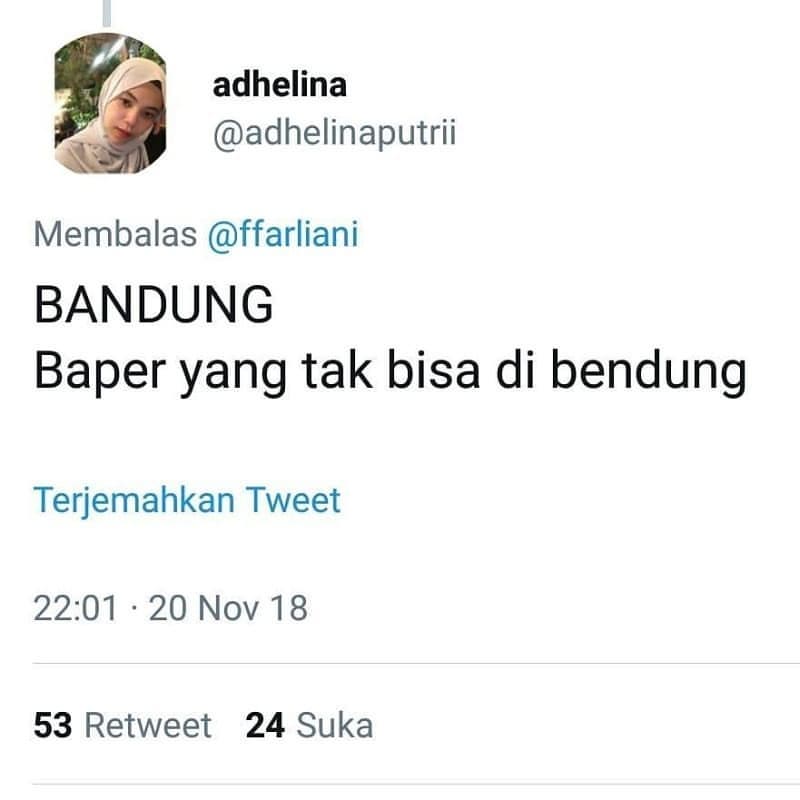 adhelina
@adhelinaputrii
Membalas @ffarliani
BANDUNG
Baper yang tak bisa di bendung
Terjemahkan Tweet
22:01 · 20 Nov 18
53 Retweet 24 Suka